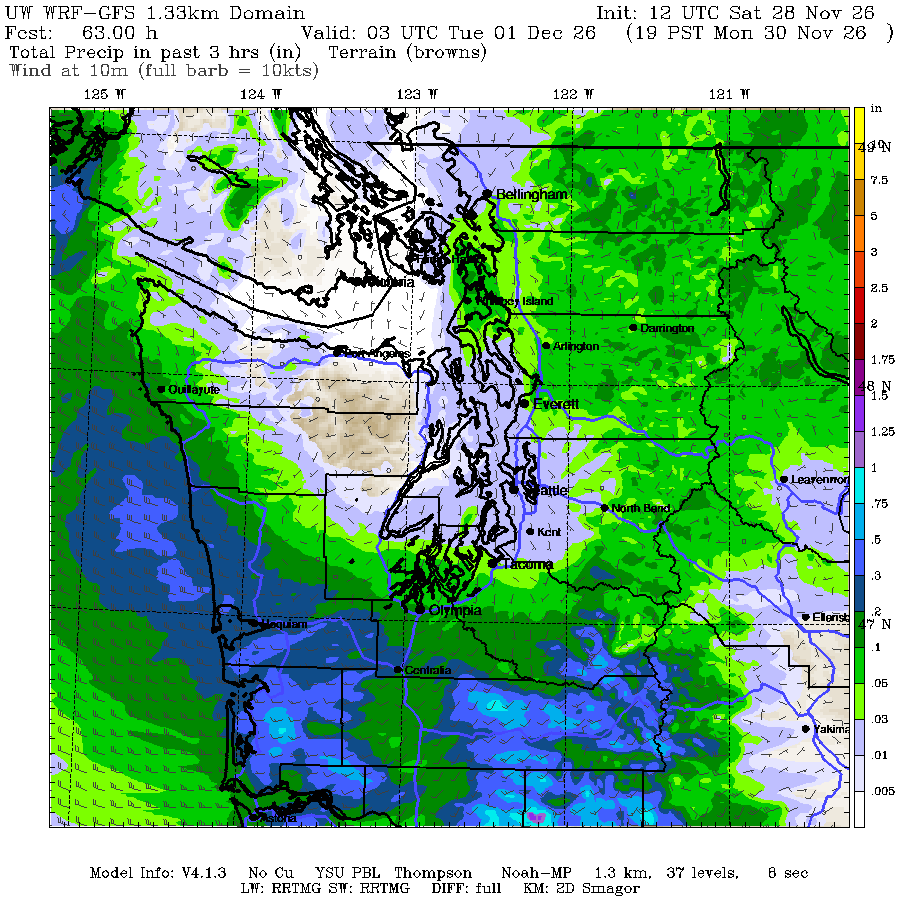 UW WRF-GFS 1.33km Domain Init: 12 UTC Sat 28 Nov 26
Fcst: 63.00 h Valid: 03 UTC Tue 01 Dec 26 (19 PST Mon 30 Nov 26 )
Total Precip in past 3 hrs (in) Terrain (browns)
Wind at 10m (full barb = 10kts)
125 W 124 W 123 W 122 W 121 W
in
10
49 N
7.5
5
3
2.5
2
1.75
48 N
1.5
1.25
1
.75
.5
.3
.2
47 N
.1
.05
.03
.01
.005
Bellingham
Victoria
Whidbey Island
Darrington
Port Angeles
Arlington
Quillayute
Everett
Leavenwor
Seattle
North Bend
Kent
Tacoma
Olympia
Hoquiam
Ellensb
Centralia
Yakima
Astoria
Model Info: V4.1.3 No Cu YSU PBL Thompson Noah-MP 1.3 km, 37 levels, 8 sec
LW: RRTMG SW: RRTMG DIFF: full KM: 2D Smagor